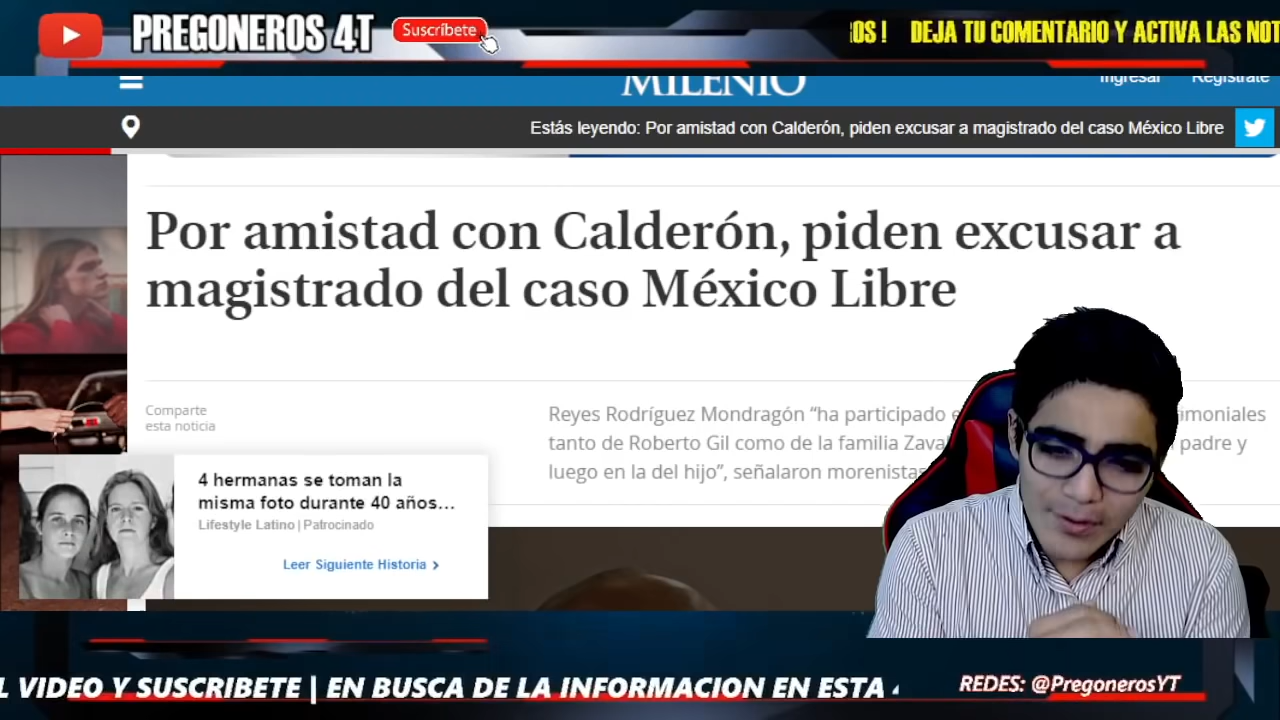 PREGONEROS 4T
Suscríbete
OS ! DEJA TU COMENTARIO Y ACTIVA LAS NOT
MILENIO
Ingresar Regístrate
Estás leyendo: Por amistad con Calderón, piden excusar a magistrado del caso México Libre
Por amistad con Calderón, piden excusar a
magistrado del caso México Libre
Comparte
esta noticia
Reyes Rodríguez Mondragón “ha participado
tanto de Roberto Gil como de la familia
padre y
luego en la del hijo”, señalaron morenistas
4 hermanas se toman la
misma foto durante 40 años...
Lifestyle Latino | Patrocinado
Leer Siguiente Historia >
L VIDEO Y SUSCRIBETE | EN BUSCA DE LA INFORMACION EN ESTA
REDES: @PregonerosYT